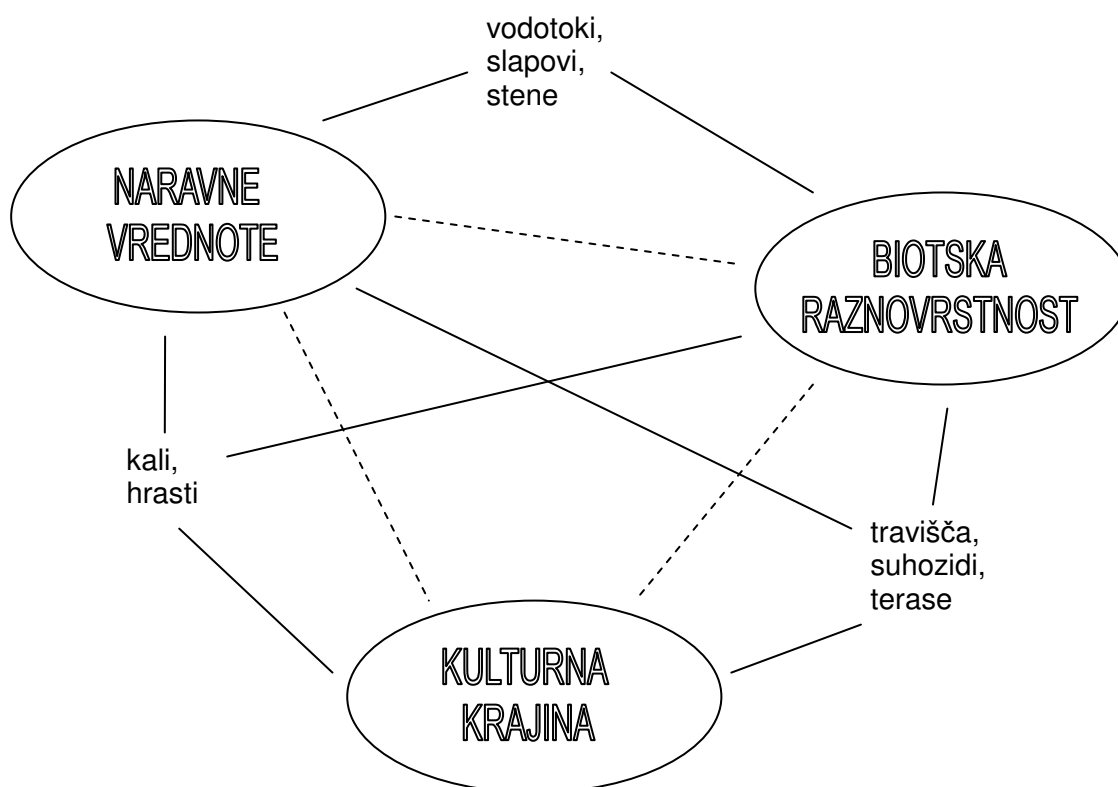 vodotoki,
slapovi,
stene
NARAVNE
VREDNOTE
BIOTSKA
RAZNOVRSTNOST
kali,
hrasti
travišča,
suhozidi,
terase
KULTURNA
KRAJINA